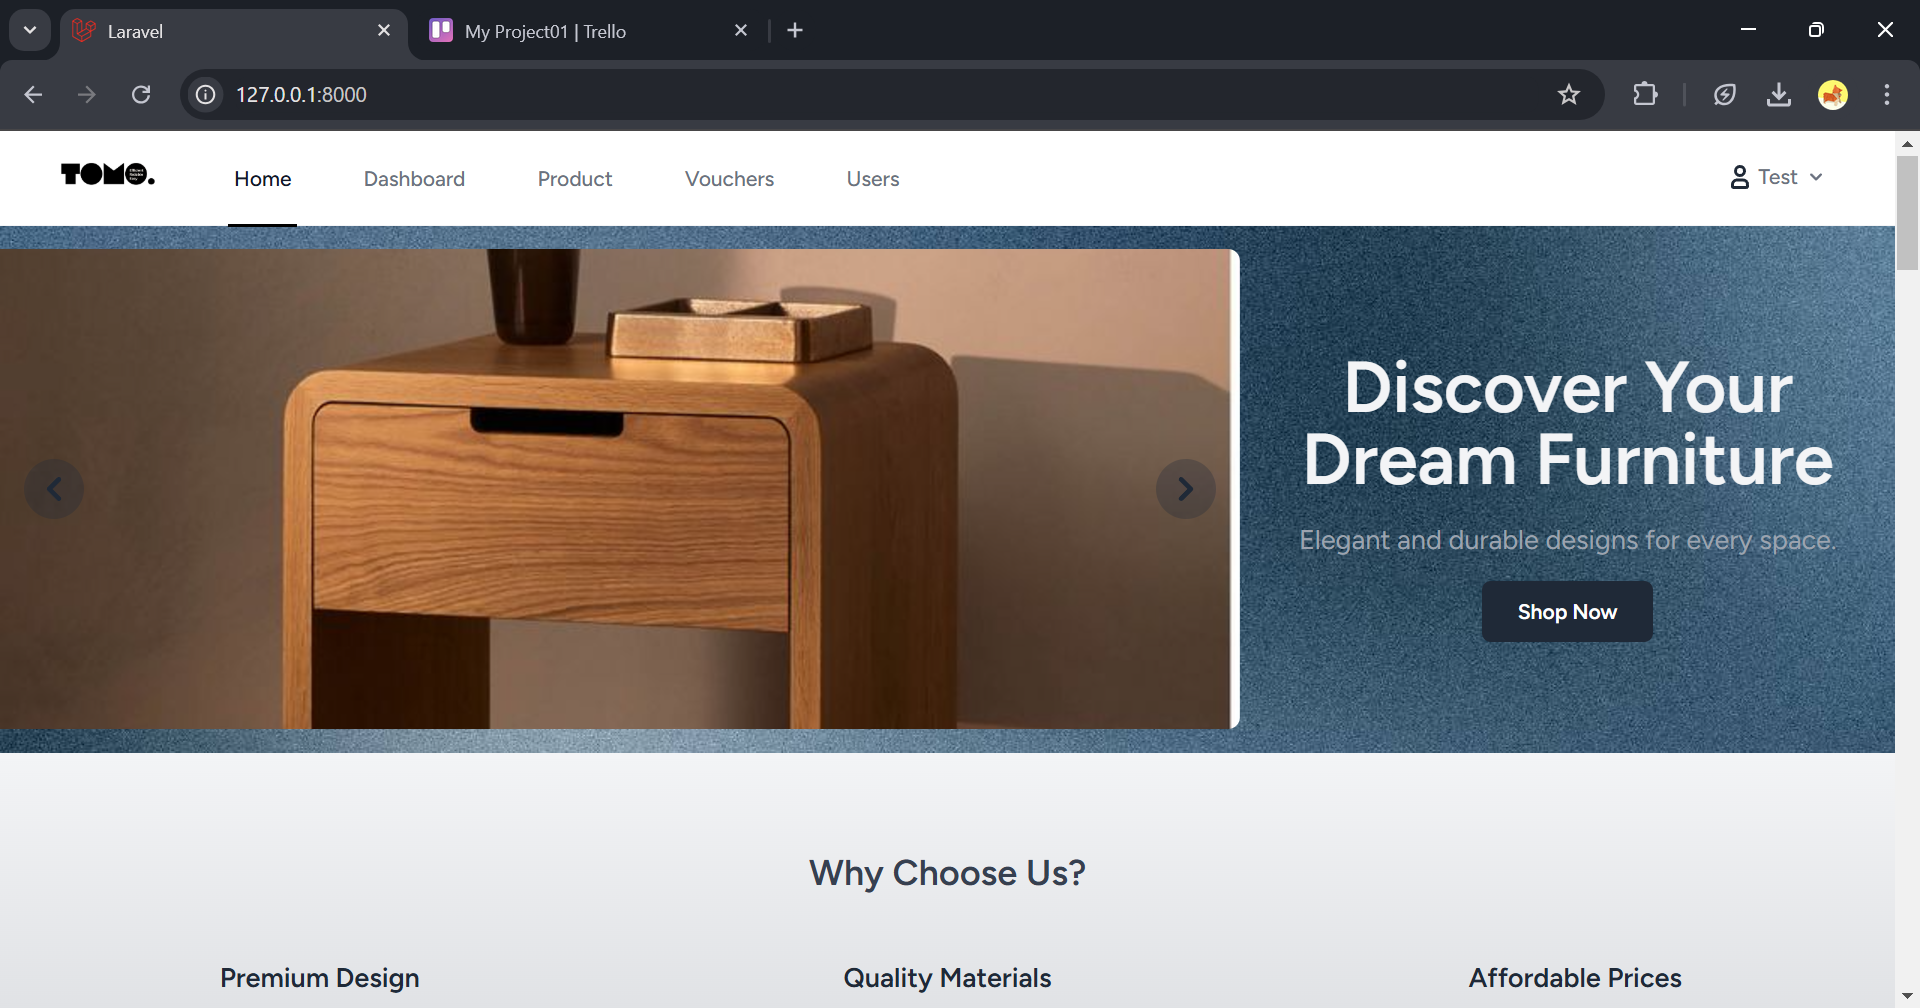 Laravel
My Project01 | Trello
127.0.0.1:8000
TOMO.
Home
Dashboard
Product
Vouchers
Users
Test
Discover Your
Dream Furniture
Elegant and durable designs for every space.
Shop Now
Why Choose Us?
Premium Design
Quality Materials
Affordable Prices